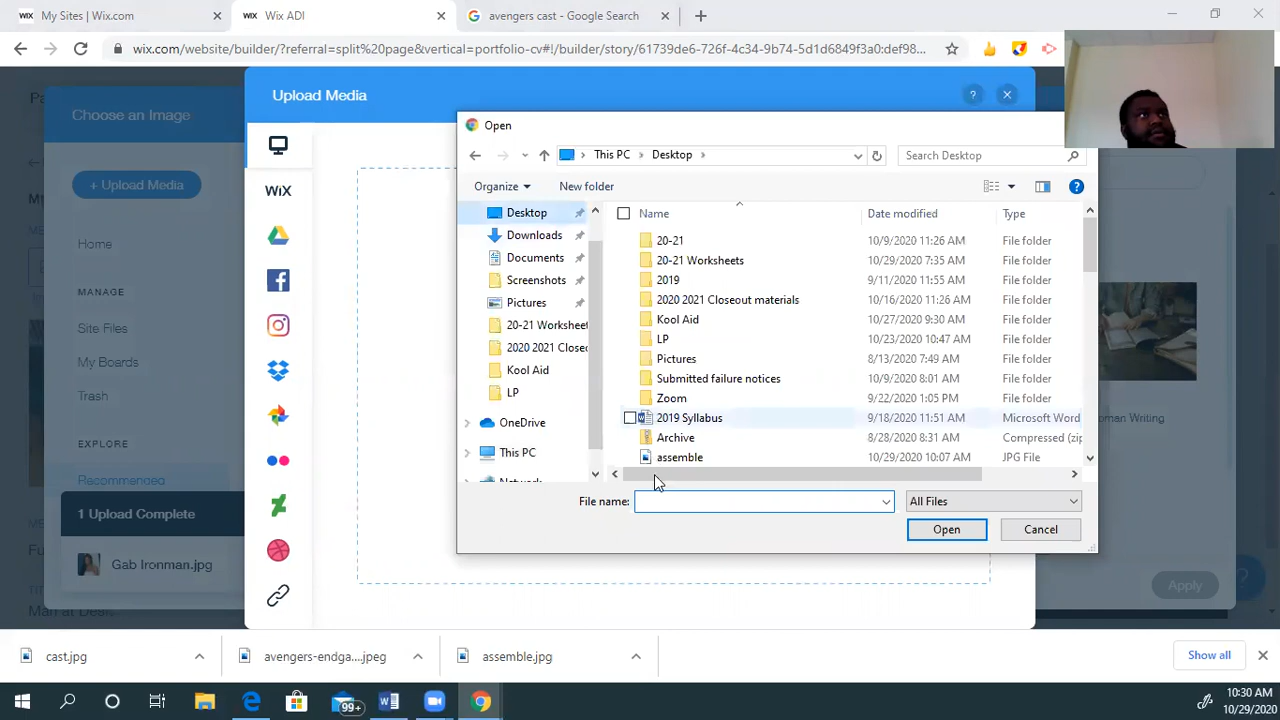 WiX My Sites | Wix.com
WiX Wix ADI
avengers cast - Google Search
wix.com/website/builder/?referral=split%20page&vertical=portfolio-cv#!/builder/story/61739de6-726f-4c34-9b74-5d1d6849f3a0:def98...
Upload Media
?
Choose an Image
+ Upload Media
Home
MANAGE
Site Files
My Boards
Trash
EXPLORE
Recommended
1 Upload Complete
Gab Ironman.jpg
WiX
Open
This PC
Desktop
Search Desktop
Organize
New folder
?
Desktop
Downloads
Documents
Screenshots
Pictures
20-21 Workshee
2020 2021 Close
Kool Aid
LP
OneDrive
This PC
Name Date modified Type
20-21 10/9/2020 11:26 AM File folder
20-21 Worksheets 10/29/2020 7:35 AM File folder
2019 9/11/2020 11:55 AM File folder
2020 2021 Closeout materials 10/16/2020 11:26 AM File folder
Kool Aid 10/27/2020 9:30 AM File folder
LP 10/23/2020 10:47 AM File folder
Pictures 8/13/2020 7:49 AM File folder
Submitted failure notices 10/9/2020 8:01 AM File folder
Zoom 9/22/2020 1:05 PM File folder
2019 Syllabus 9/18/2020 11:51 AM Microsoft Word
Archive 8/28/2020 8:31 AM Compressed (zip
assemble 10/29/2020 10:07 AM JPG File
File name:
All Files
Open
Cancel
Woman Writing
Apply
?
cast.jpg
avengers-endga....jpeg
assemble.jpg
Show all
99+
10:30 AM
10/29/2020